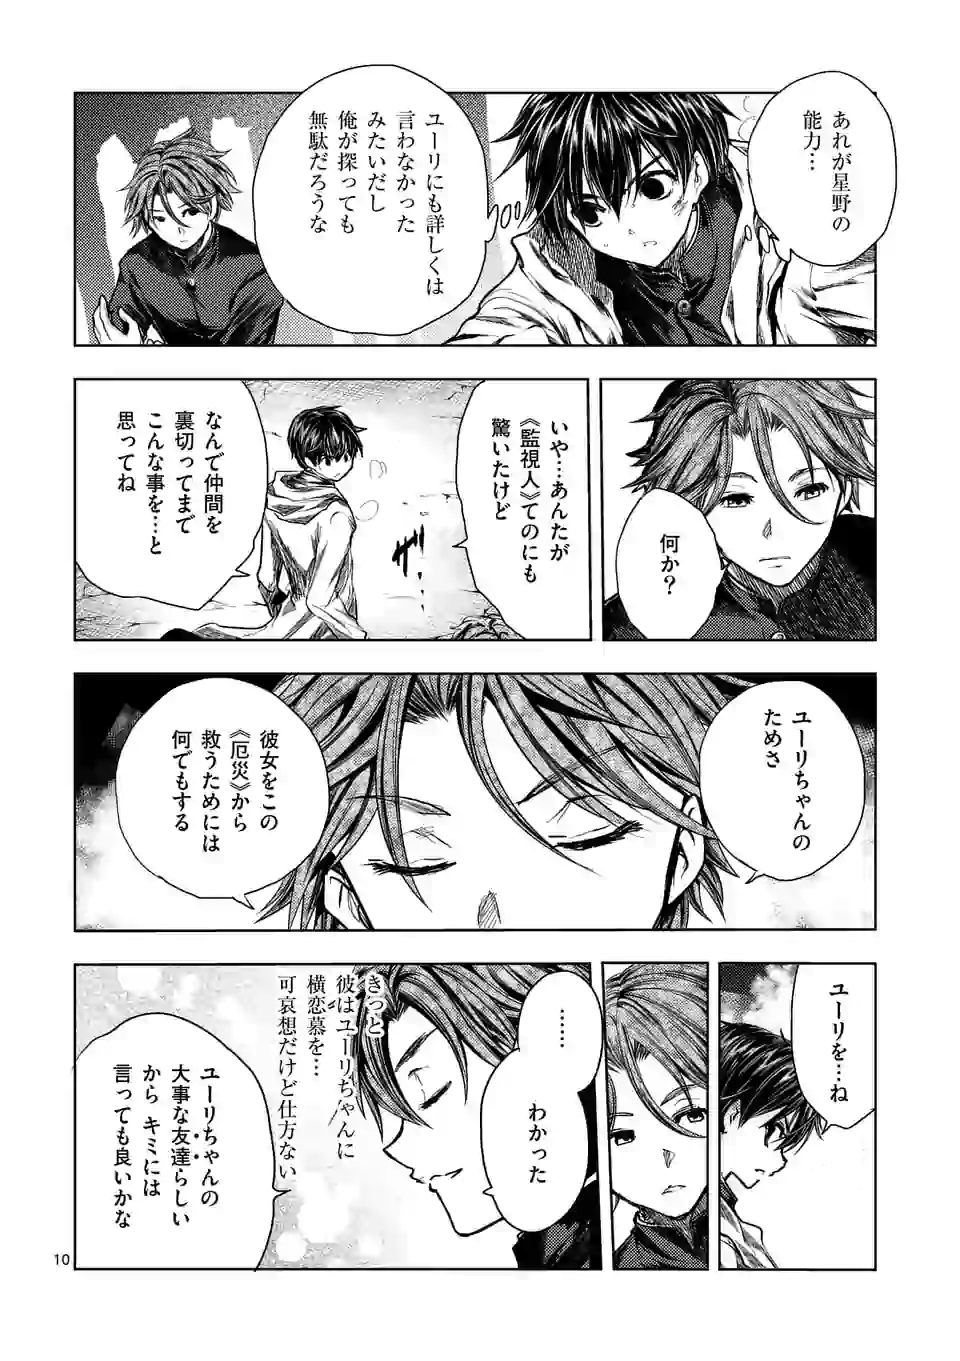 あれが星野の
能力…
ユーリにも詳しくは
言わなかった
みたいだし
俺が探っても
無駄だろうな
何か？
いや…あんたが
《監視人》てのにも
驚いたけど
ザッ…
なんで仲間を
裏切ってまで
こんな事を…と
思ってね
ユーリちゃんの
ためさ
彼女をこの
《厄災》から
救うためには
何でもする
ユーリを…ね
……
わかった
きっと
彼はユーリちゃんに
横恋慕を…
可哀想だけど仕方ない
ユーリちゃんの
大事な友達らしい
から キミには
言っても良いかな
10